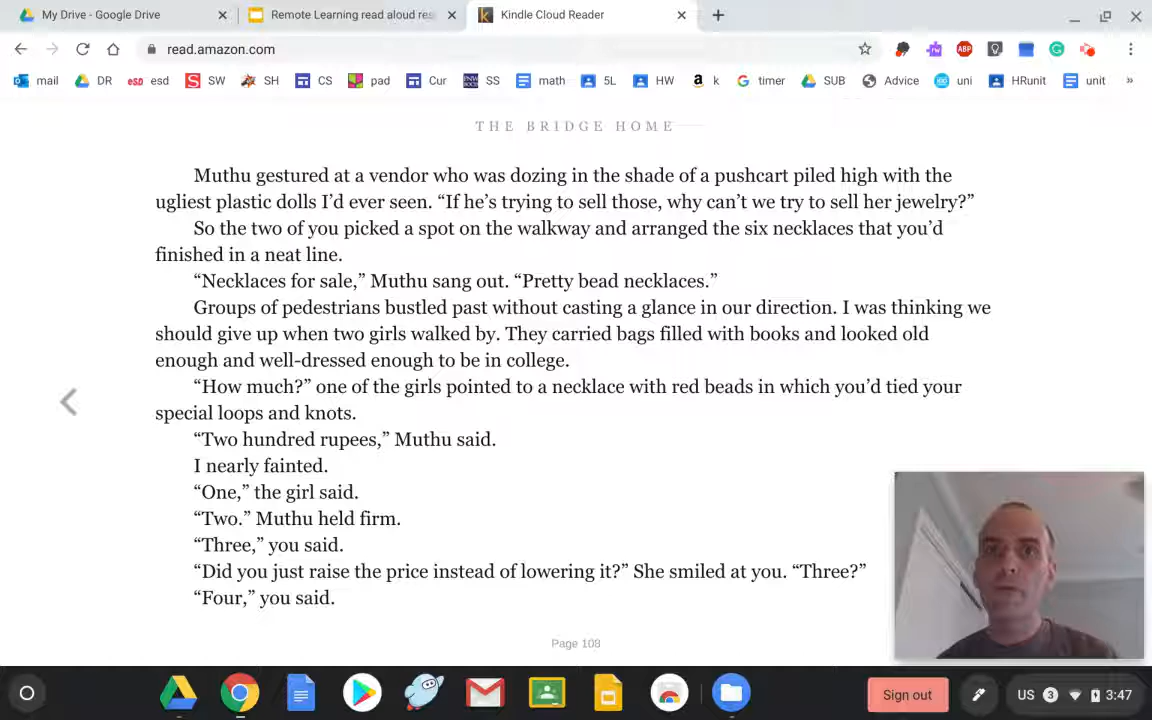 My Drive - Google Drive
Remote Learning read aloud res
Kindle Cloud Reader
read.amazon.com
mail DR esd esd SW SH CS pad Cur SS math 5L HW k timer SUB Advice uni HRunit unit »
THE BRIDGE HOME
Muthu gestured at a vendor who was dozing in the shade of a pushcart piled high with the
ugliest plastic dolls I’d ever seen. “If he’s trying to sell those, why can’t we try to sell her jewelry?”
So the two of you picked a spot on the walkway and arranged the six necklaces that you’d
finished in a neat line.
“Necklaces for sale,” Muthu sang out. “Pretty bead necklaces.”
Groups of pedestrians bustled past without casting a glance in our direction. I was thinking we
should give up when two girls walked by. They carried bags filled with books and looked old
enough and well-dressed enough to be in college.
“How much?” one of the girls pointed to a necklace with red beads in which you’d tied your
special loops and knots.
“Two hundred rupees,” Muthu said.
I nearly fainted.
“One,” the girl said.
“Two.” Muthu held firm.
“Three,” you said.
“Did you just raise the price instead of lowering it?” She smiled at you. “Three?”
“Four,” you said.
Page 108
Sign out
US 3 3:47